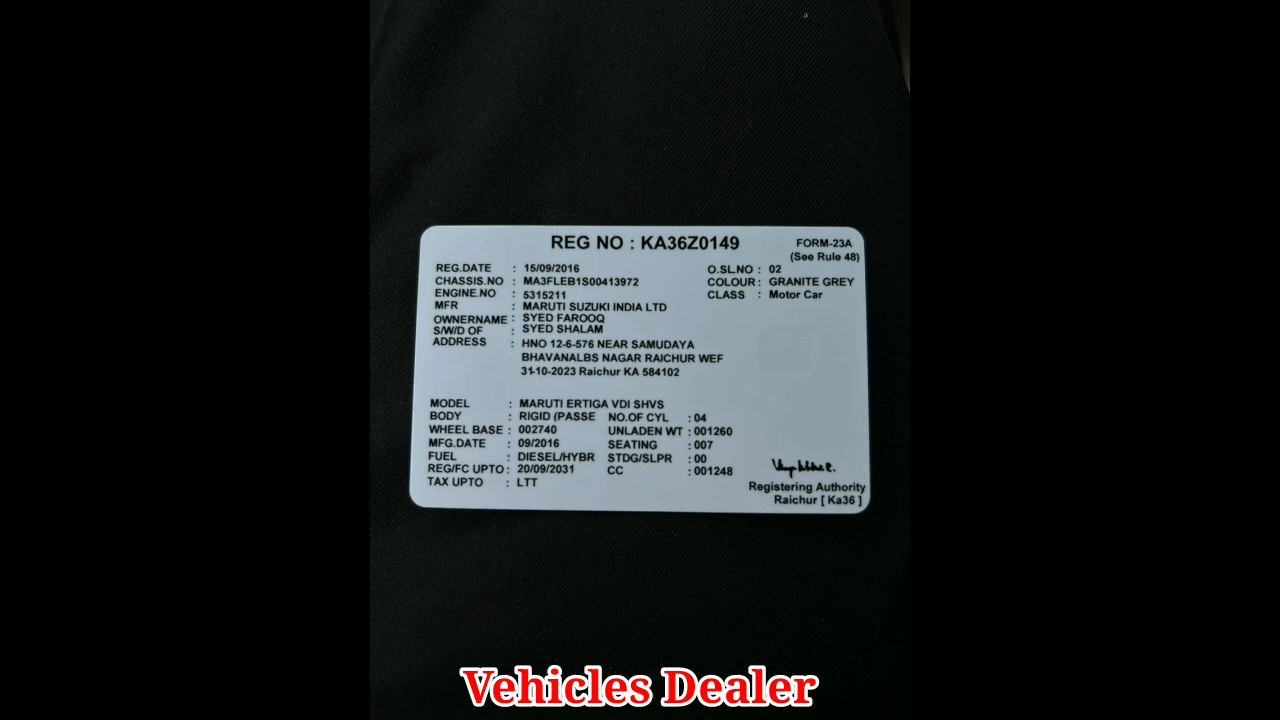 REG NO : KA36Z0149
FORM-23A
(See Rule 48)
REG.DATE : 15/09/2016 O.SL.NO : 02
CHASSIS.NO : MA3FLEB1S00413972 COLOUR : GRANITE GREY
ENGINE.NO : 5315211 CLASS : Motor Car
MFR : MARUTI SUZUKI INDIA LTD
OWNERNAME : SYED FAROOQ
S/W/D OF : SYED SHALAM
ADDRESS : HNO 12-6-576 NEAR SAMUDAYA
BHAVANALBS NAGAR RAICHUR WEF
31-10-2023 Raichur KA 584102
MODEL : MARUTI ERTIGA VDI SHVS
BODY : RIGID (PASSE NO.OF CYL : 04
WHEEL BASE : 002740 UNLADEN WT : 001260
MFG.DATE : 09/2016 SEATING : 007
FUEL : DIESEL/HYBR STDG/SLPR : 00
REG/FC UPTO : 20/09/2031 CC : 001248
TAX UPTO : LTT
Registering Authority
Raichur [ Ka36 ]
Vehicles Dealer